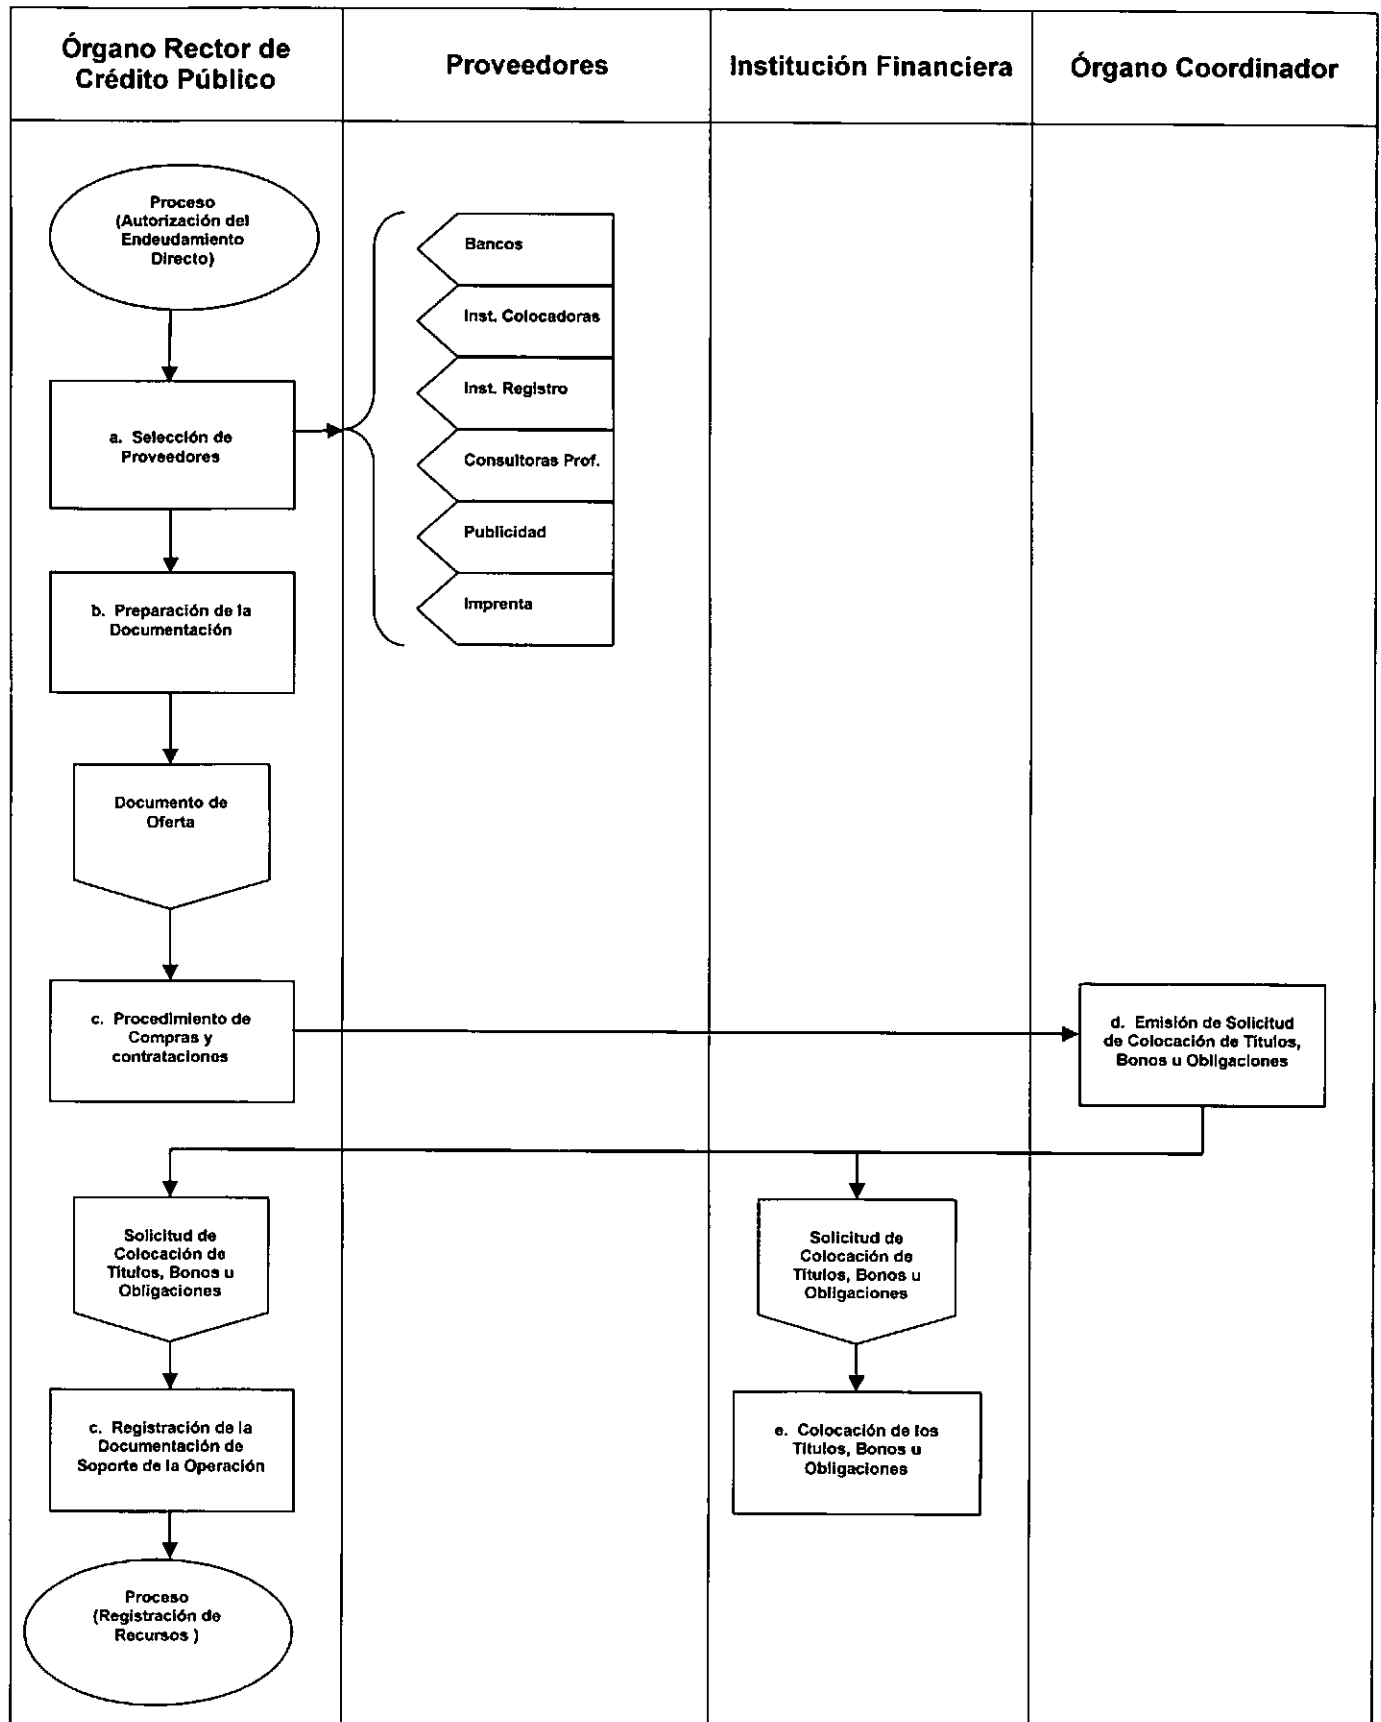 Órgano Rector de
Crédito Público
Proveedores
Institución Financiera
Órgano Coordinador
Proceso
(Autorización del
Endeudamiento
Directo)
Bancos
Inst. Colocadoras
Inst. Registro
Consultoras Prof.
Publicidad
Imprenta
a. Selección de
Proveedores
b. Preparación de la
Documentación
Documento de
Oferta
c. Procedimiento de
Compras y
contrataciones
d. Emisión de Solicitud
de Colocación de Títulos,
Bonos u Obligaciones
Solicitud de
Colocación de
Títulos, Bonos u
Obligaciones
Solicitud de
Colocación de
Títulos, Bonos u
Obligaciones
c. Registración de la
Documentación de
Soporte de la Operación
e. Colocación de los
Títulos, Bonos u
Obligaciones
Proceso
(Registración de
Recursos )